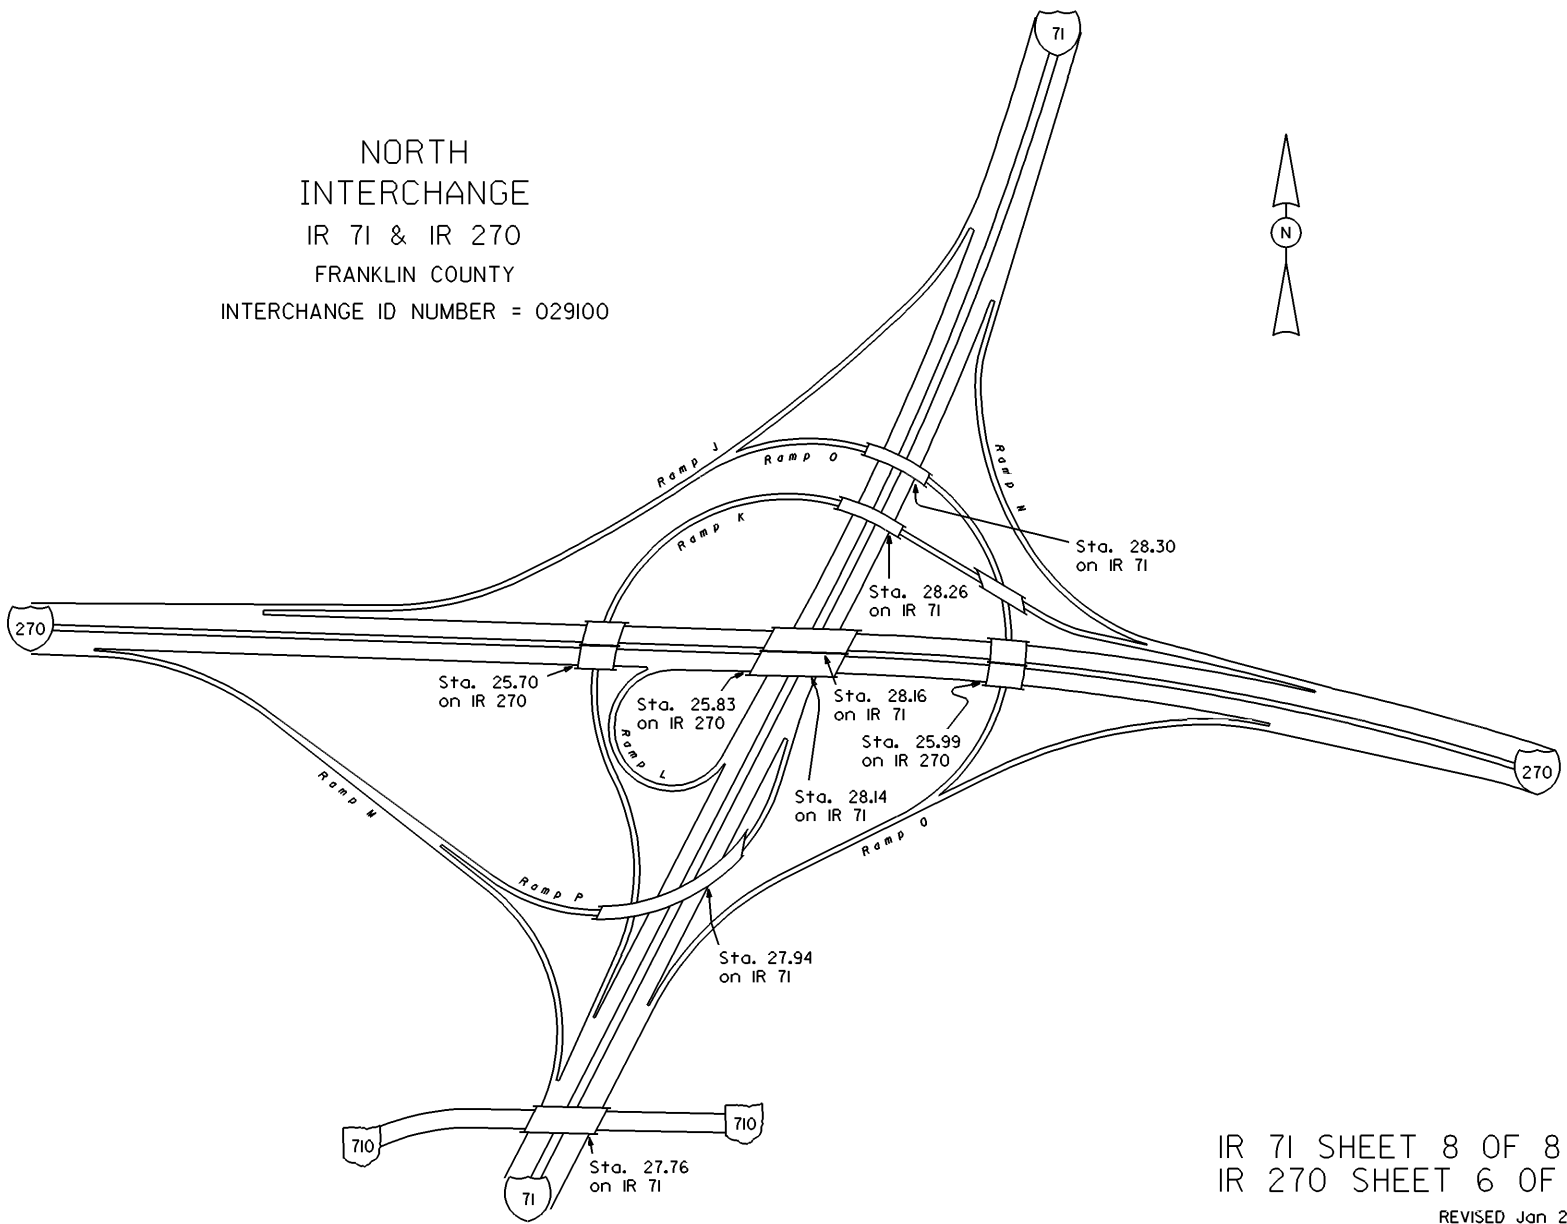 71
NORTH
INTERCHANGE
IR 71 & IR 270
FRANKLIN COUNTY
INTERCHANGE ID NUMBER = 029100
N
Ramp J
Ramp O
Ramp N
Ramp K
Sta. 28.30
on IR 71
Sta. 28.26
on IR 71
270
Sta. 25.70
on IR 270
Sta. 25.83
on IR 270
Sta. 28.16
on IR 71
Sta. 25.99
on IR 270
Ramp L
270
Ramp M
Sta. 28.14
on IR 71
Ramp Q
Ramp P
Sta. 27.94
on IR 71
710
710
Sta. 27.76
on IR 71
71
IR 71 SHEET 8 OF 8
IR 270 SHEET 6 OF
REVISED Jan 2